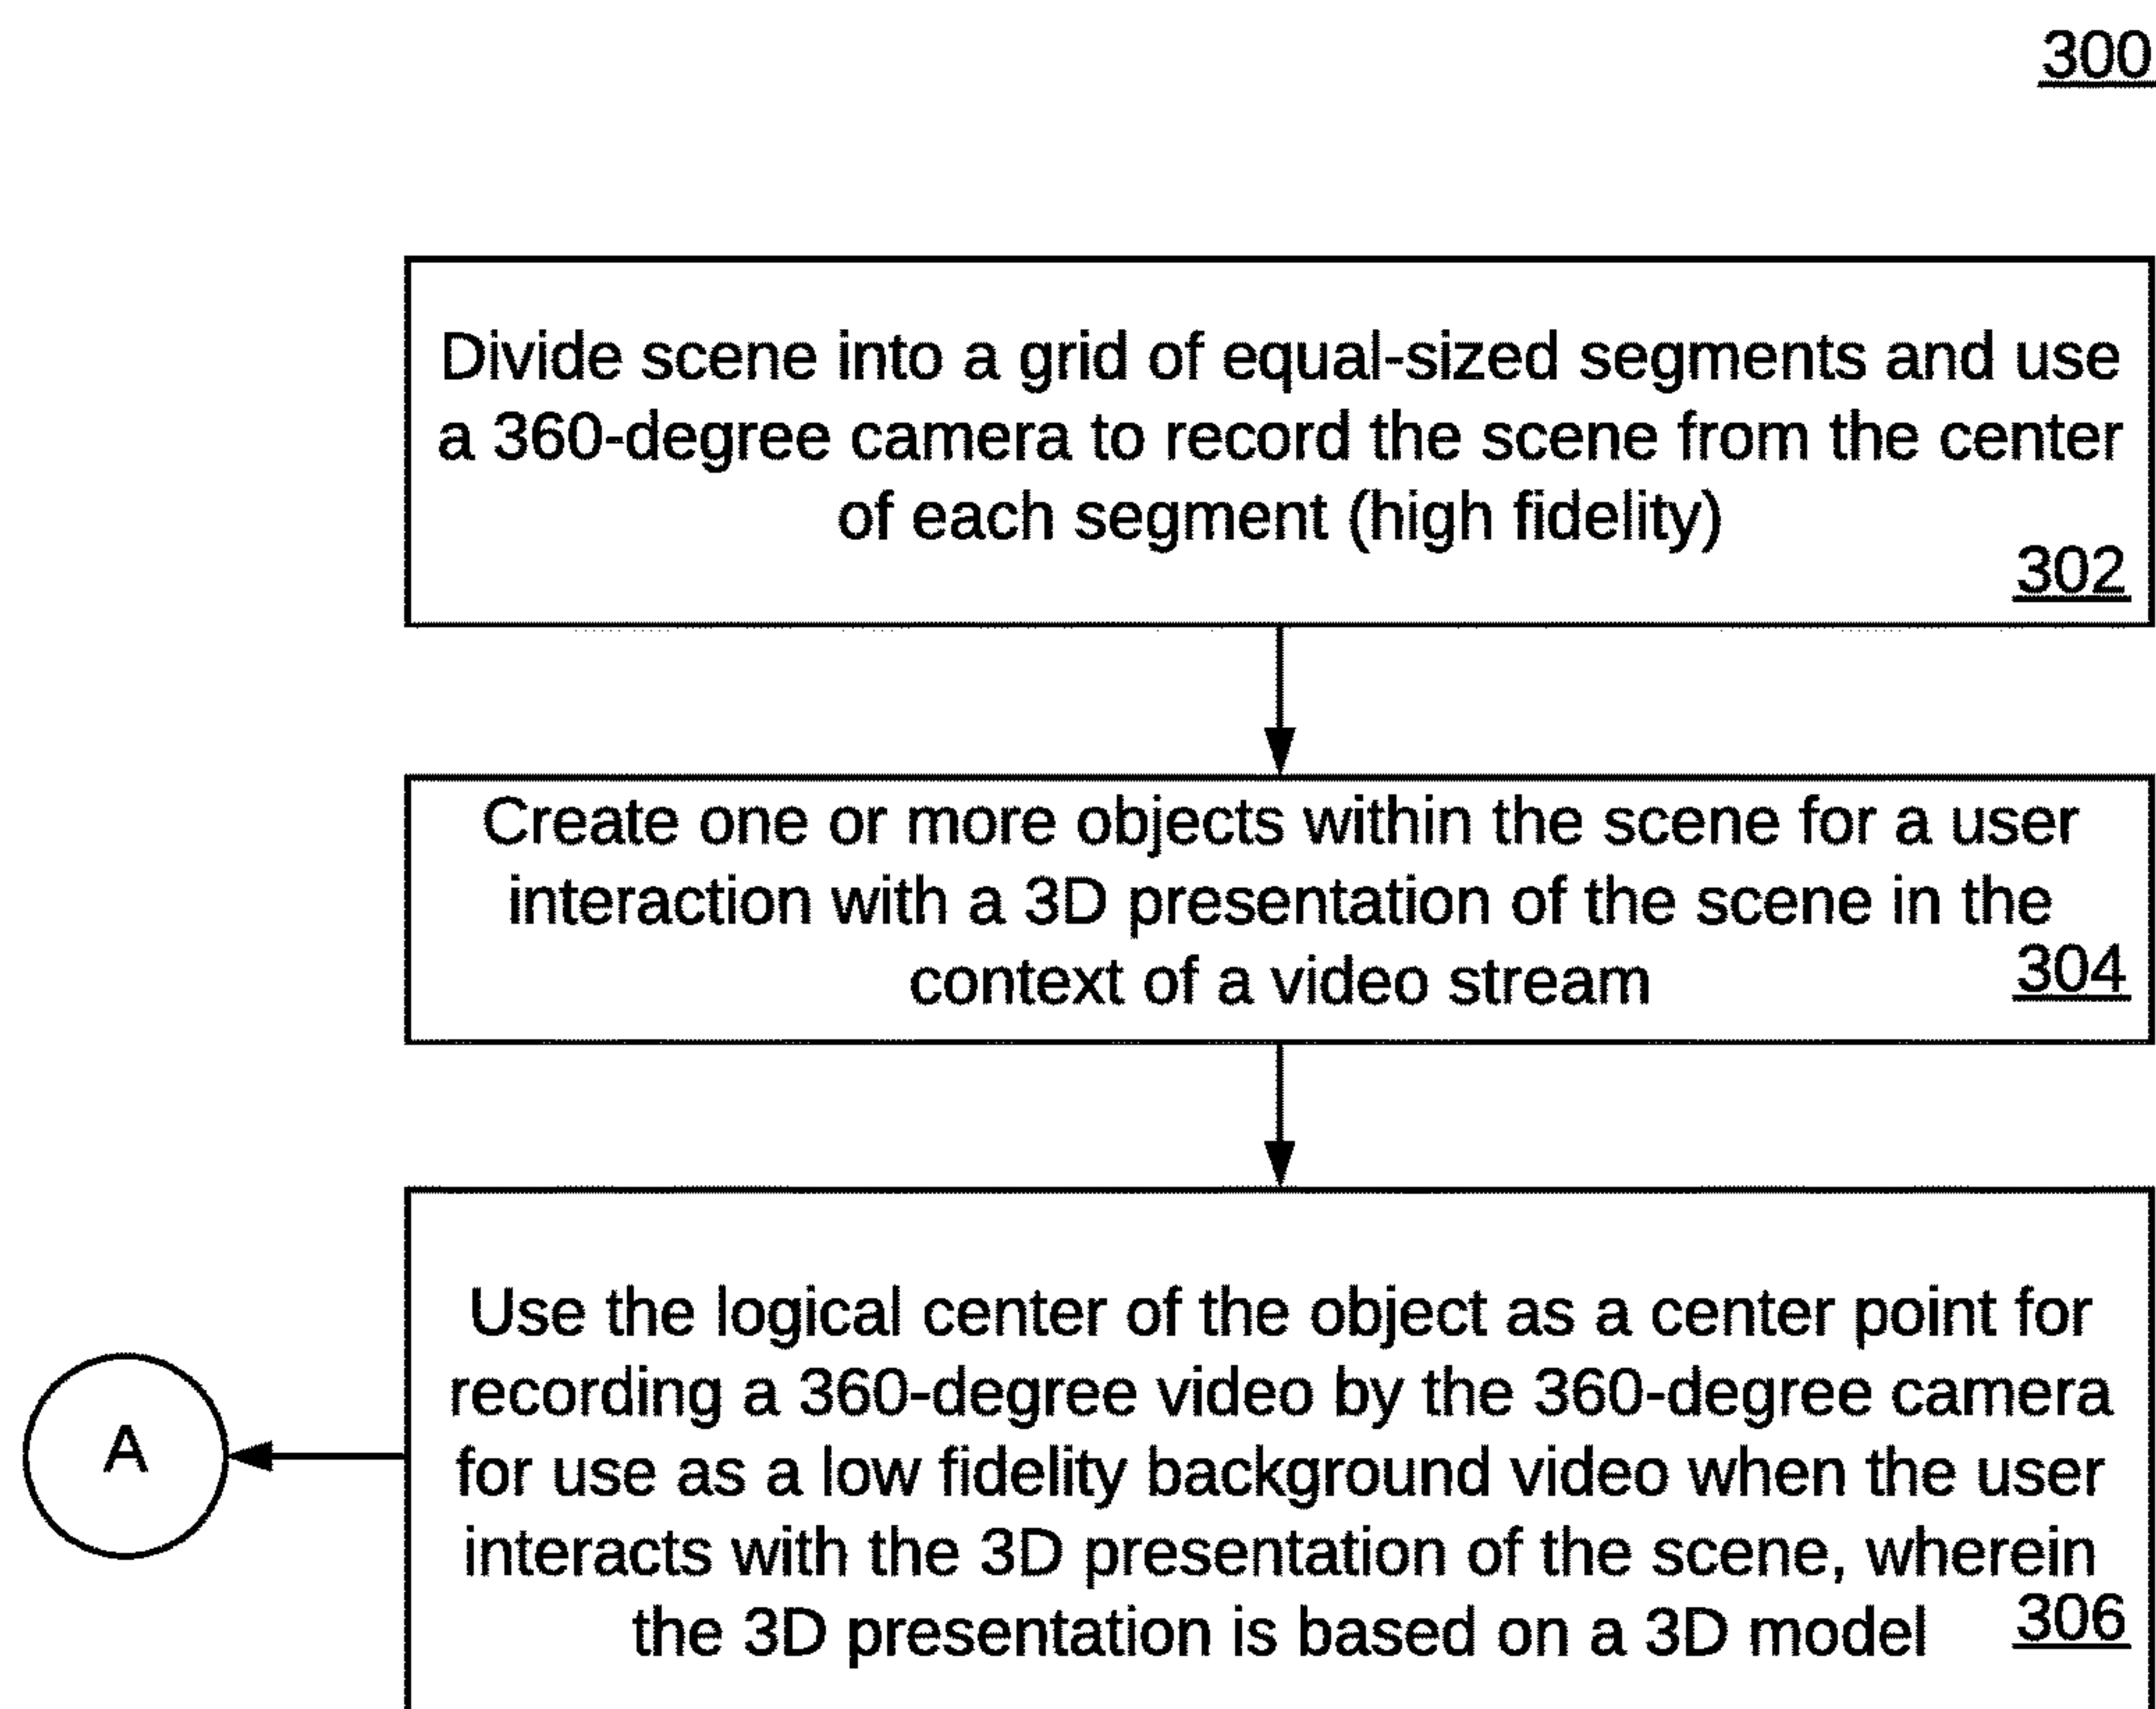 300
Divide scene into a grid of equal-sized segments and use
a 360-degree camera to record the scene from the center
of each segment (high fidelity)
302
Create one or more objects within the scene for a user
interaction with a 3D presentation of the scene in the
context of a video stream
304
Use the logical center of the object as a center point for
recording a 360-degree video by the 360-degree camera
for use as a low fidelity background video when the user
interacts with the 3D presentation of the scene, wherein
the 3D presentation is based on a 3D model
306
A